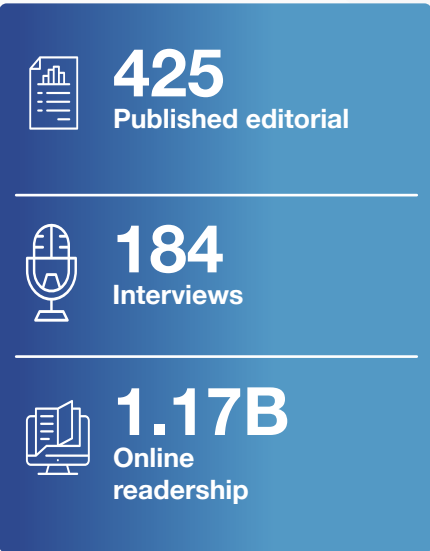 425
Published editorial
184
Interviews
1.17B
Online
readership